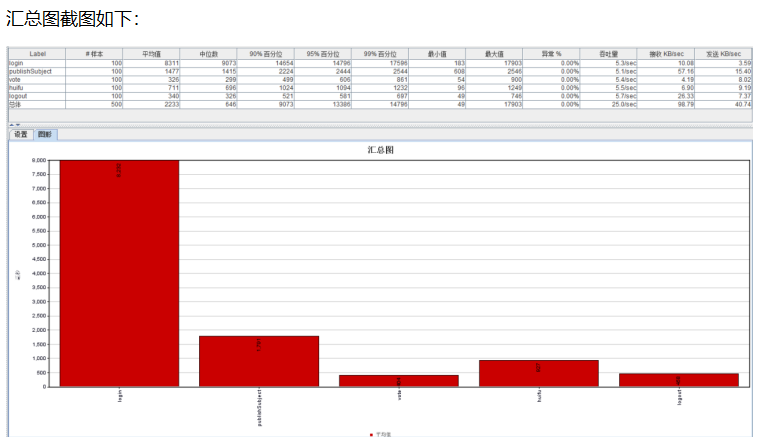 汇总图截图如下：
Label # 样本 平均值 中位数 90% 百分位 95% 百分位 99% 百分位 最小值 最大值 异常 % 吞吐量 接收 KB/sec 发送 KB/sec
login 100 8311 9073 14654 14796 17596 183 17903 0.00% 5.3/sec 10.08 3.59
publishSubject 100 1477 1415 2224 2444 2544 608 2546 0.00% 5.1/sec 57.16 15.40
vote 100 326 299 499 606 861 54 900 0.00% 5.4/sec 4.19 8.02
huifu 100 711 696 1024 1094 1232 96 1249 0.00% 5.5/sec 6.90 9.19
logout 100 340 326 521 581 697 49 746 0.00% 5.7/sec 26.33 7.37
总体 500 2233 646 9073 13386 14796 49 17903 0.00% 25.0/sec 98.79 40.74
设置 图形
汇总图
8,000
7,500
7,000
6,500
6,000
5,500
5,000
4,500
4,000
3,500
3,000
2,500
2,000
1,500
1,000
500
0
login
publishSubject
vote
huifu
logout
平均值